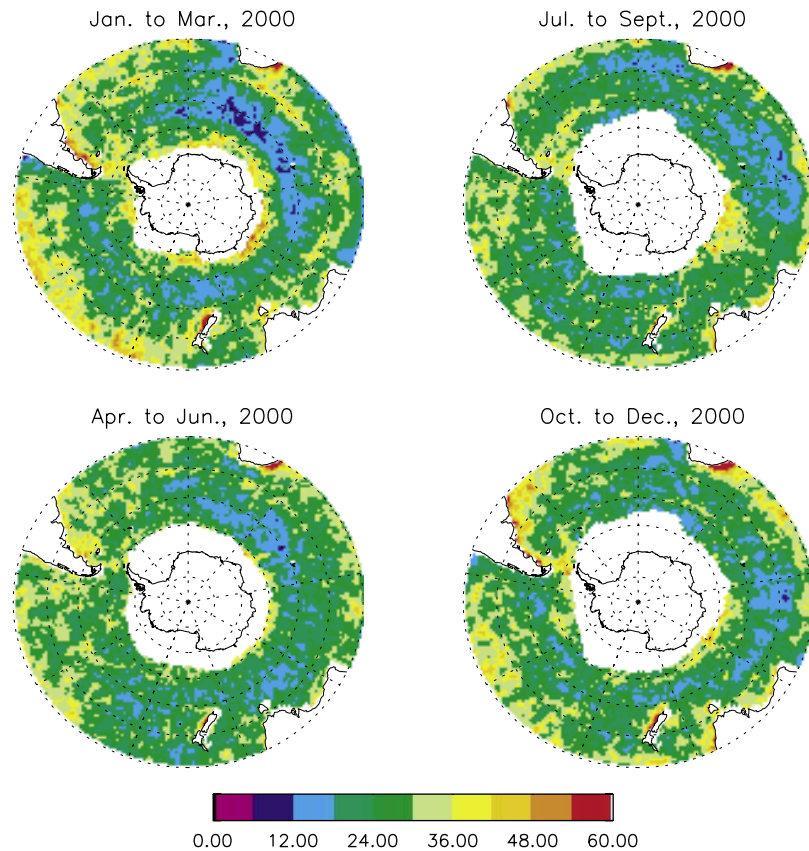 Jan. to Mar., 2000
Jul. to Sept., 2000
Apr. to Jun., 2000
Oct. to Dec., 2000
0.00 12.00 24.00 36.00 48.00 60.00